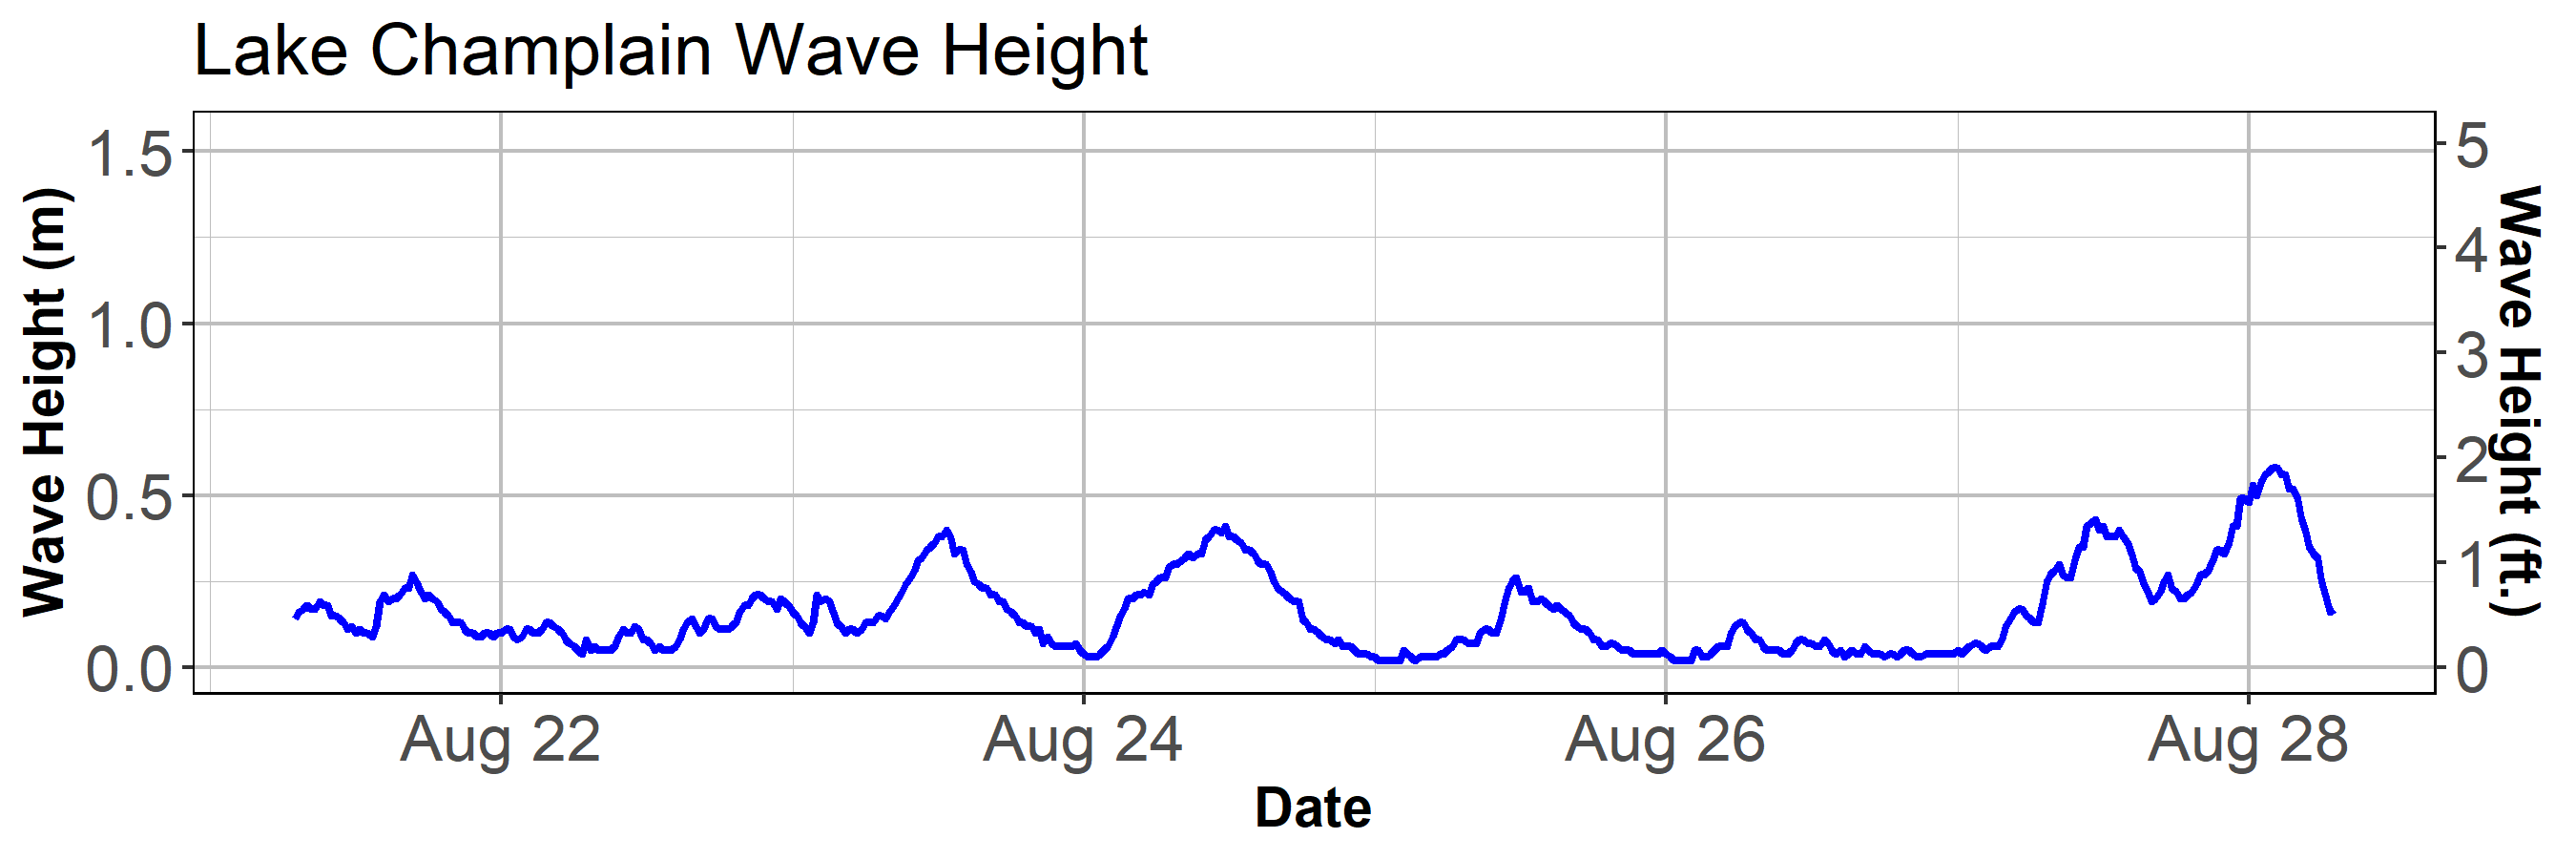 Lake Champlain Wave Height
Wave Height (m)
1.5
1.0
0.5
0.0
5
4
3
2
1
0
Wave Height (ft.)
Aug 22
Aug 24
Aug 26
Aug 28
Date